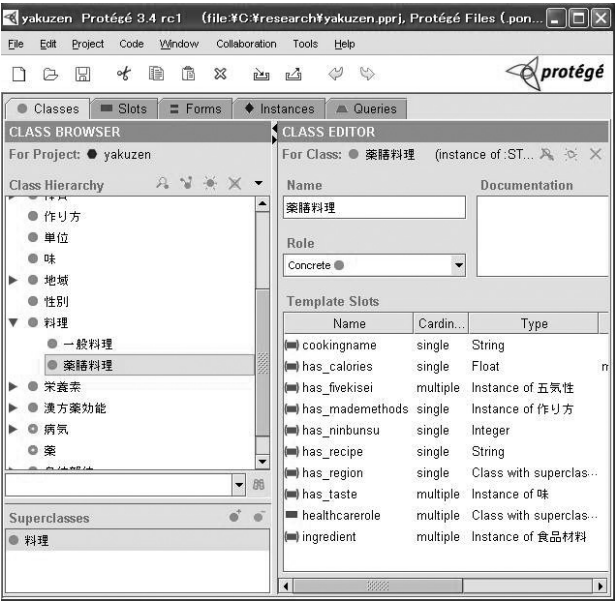 yakuzen Protégé 3.4 rc1 (file:¥C:¥research¥yakuzen.pprj, Protégé Files (.pon...
File Edit Project Code Window Collaboration Tools Help
protégé
Classes Slots Forms Instances Queries
CLASS BROWSER
For Project: yakuzen
Class Hierarchy
作り方
単位
味
地域
性別
料理
一般料理
薬膳料理
栄養素
漢方薬効能
病気
薬
Superclasses
料理
CLASS EDITOR
For Class: 薬膳料理 (instance of :ST...
Name Documentation
薬膳料理
Role
Concrete
Template Slots
Name Cardin... Type
cookingname single String
has_calories single Float
has_fivekisei multiple Instance of 五気性
has_mademethods single Instance of 作り方
has_ninbunsu single Integer
has_recipe single String
has_region single Class with superclas...
has_taste multiple Instance of 味
healthcarerole multiple Class with superclas...
ingredient multiple Instance of 食品材料